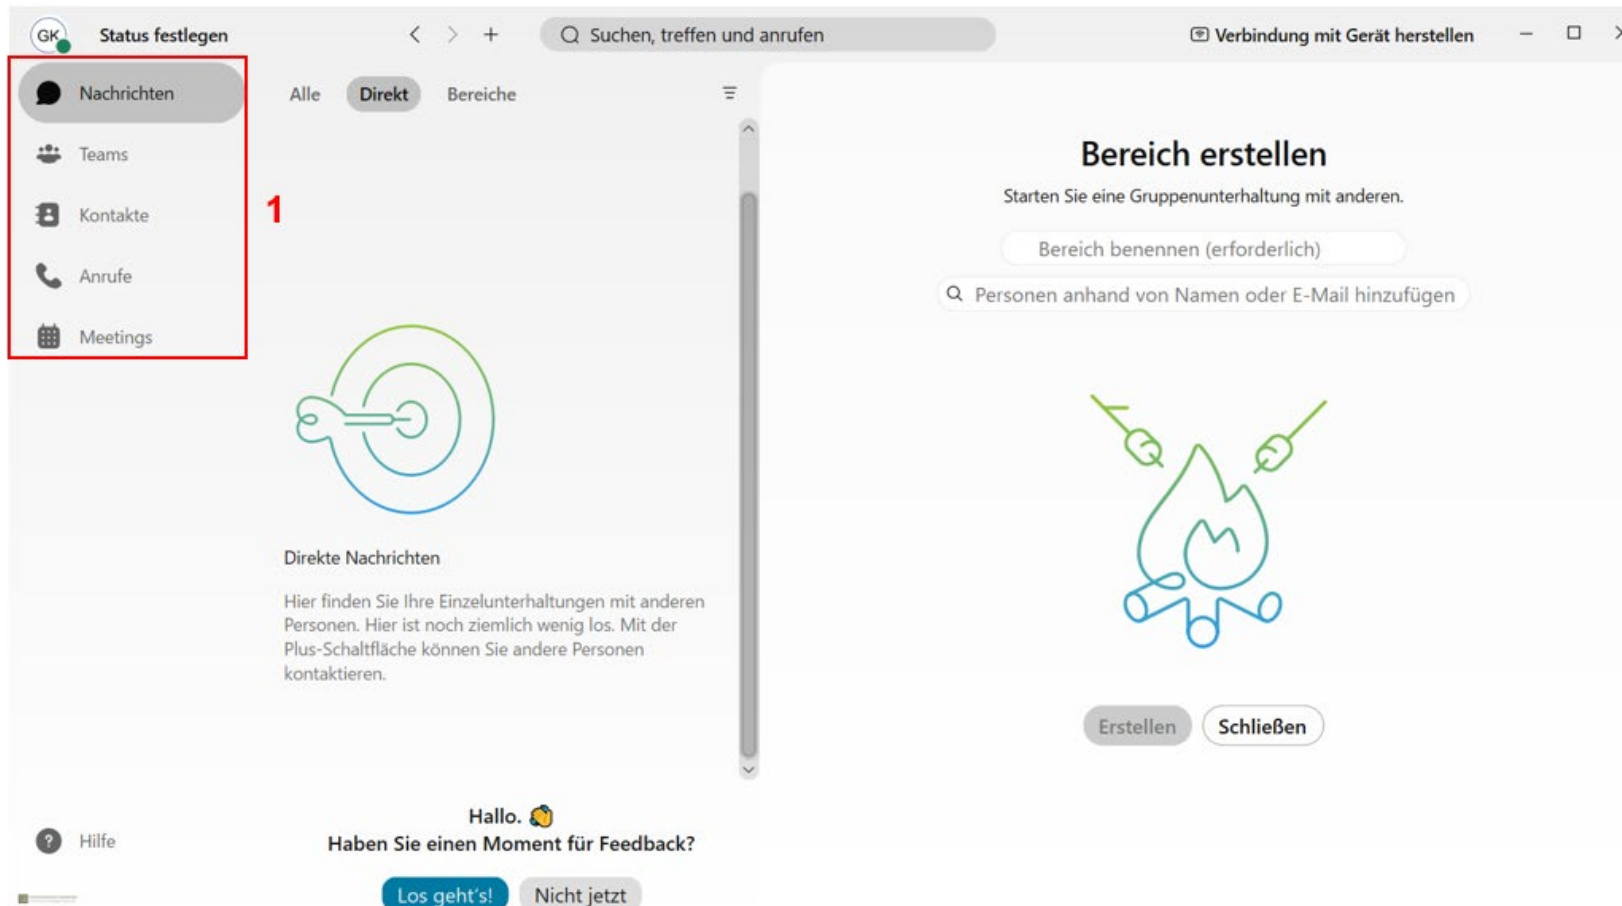 GK Status festlegen
Suchen, treffen und anrufen
Verbindung mit Gerät herstellen
Nachrichten
Teams
Kontakte
Anrufe
Meetings
1
Alle Direkt Bereiche
Direkte Nachrichten
Hier finden Sie Ihre Einzelunterhaltungen mit anderen
Personen. Hier ist noch ziemlich wenig los. Mit der
Plus-Schaltfläche können Sie andere Personen
kontaktieren.
Bereich erstellen
Starten Sie eine Gruppenunterhaltung mit anderen.
Bereich benennen (erforderlich)
Personen anhand von Namen oder E-Mail hinzufügen
Erstellen Schließen
Hilfe
Hallo.
Haben Sie einen Moment für Feedback?
Los geht's! Nicht jetzt